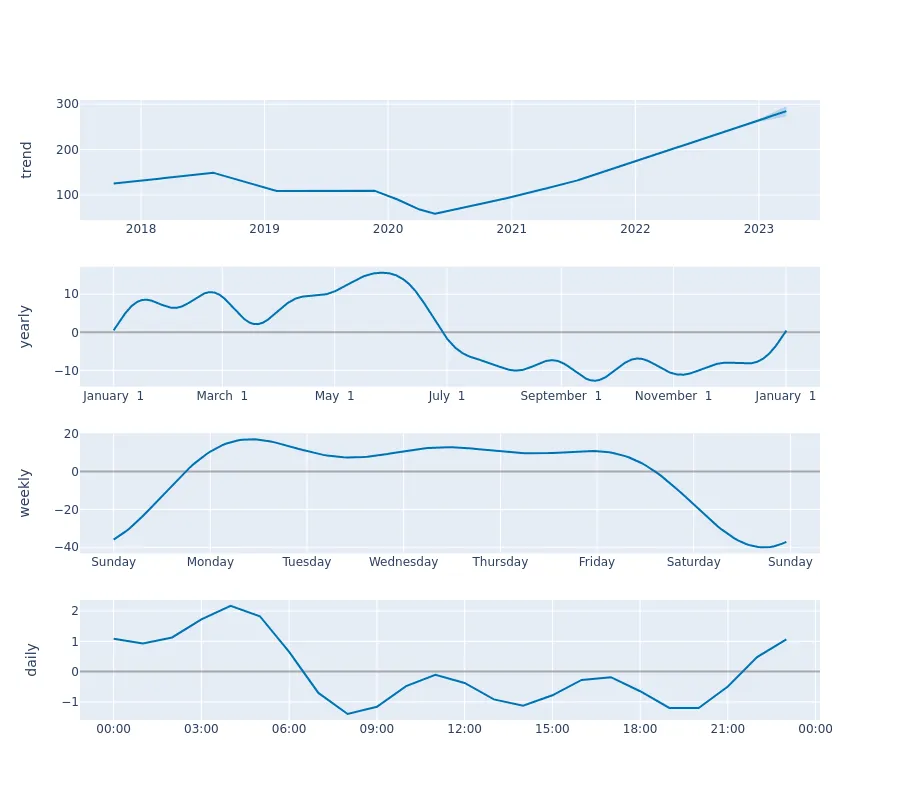 trend
300
200
100
2018 2019 2020 2021 2022 2023
yearly
10
0
−10
January 1 March 1 May 1 July 1 September 1 November 1 January 1
weekly
20
0
−20
−40
Sunday Monday Tuesday Wednesday Thursday Friday Saturday Sunday
daily
2
1
0
−1
00:00 03:00 06:00 09:00 12:00 15:00 18:00 21:00 00:00